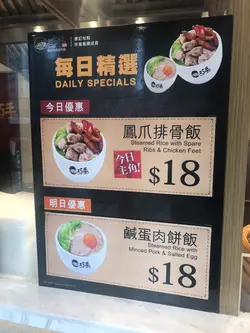 每日精選
DAILY SPECIALS
今日優惠
鳳爪排骨飯
Steamed Rice with Spare
Ribs & Chicken Feet
今日
主角!
$18
明日優惠
鹹蛋肉餅飯
Steamed Rice with
Minced Pork & Salted Egg
$18